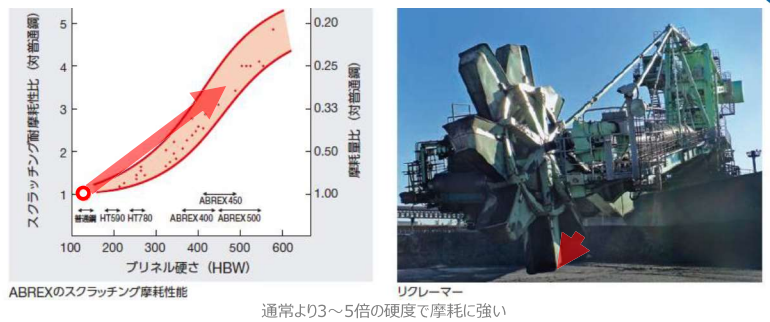 スクラッチング耐摩耗性比（対普通鋼）
5
4
3
2
1
0.20
0.25
0.33
0.50
1.00
摩耗量比（対普通鋼）
ABREX450
普通鋼 HT590 HT780 ABREX400 ABREX500
100 200 300 400 500 600
ブリネル硬さ（HBW）
ABREXのスクラッチング摩耗性能
リクレーマー
通常より3～5倍の硬度で摩耗に強い